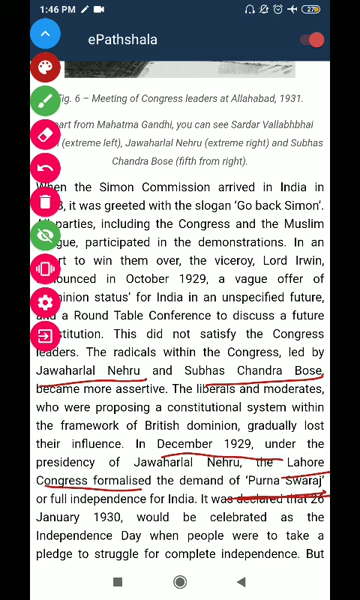 1:46 PM
27
ePathshala
ig. 6 – Meeting of Congress leaders at Allahabad, 1931.
part from Mahatma Gandhi, you can see Sardar Vallabhbhai
(extreme left), Jawaharlal Nehru (extreme right) and Subhas
Chandra Bose (fifth from right).
When the Simon Commission arrived in India in
8, it was greeted with the slogan ‘Go back Simon’.
parties, including the Congress and the Muslim
gue, participated in the demonstrations. In an
rt to win them over, the viceroy, Lord Irwin,
ounced in October 1929, a vague offer of
inion status’ for India in an unspecified future,
and a Round Table Conference to discuss a future
stitution. This did not satisfy the Congress
leaders. The radicals within the Congress, led by
Jawaharlal Nehru and Subhas Chandra Bose,
became more assertive. The liberals and moderates,
who were proposing a constitutional system within
the framework of British dominion, gradually lost
their influence. In December 1929, under the
presidency of Jawaharlal Nehru, the Lahore
Congress formalised the demand of ‘Purna Swaraj’
or full independence for India. It was declared that 26
January 1930, would be celebrated as the
Independence Day when people were to take a
pledge to struggle for complete independence. But